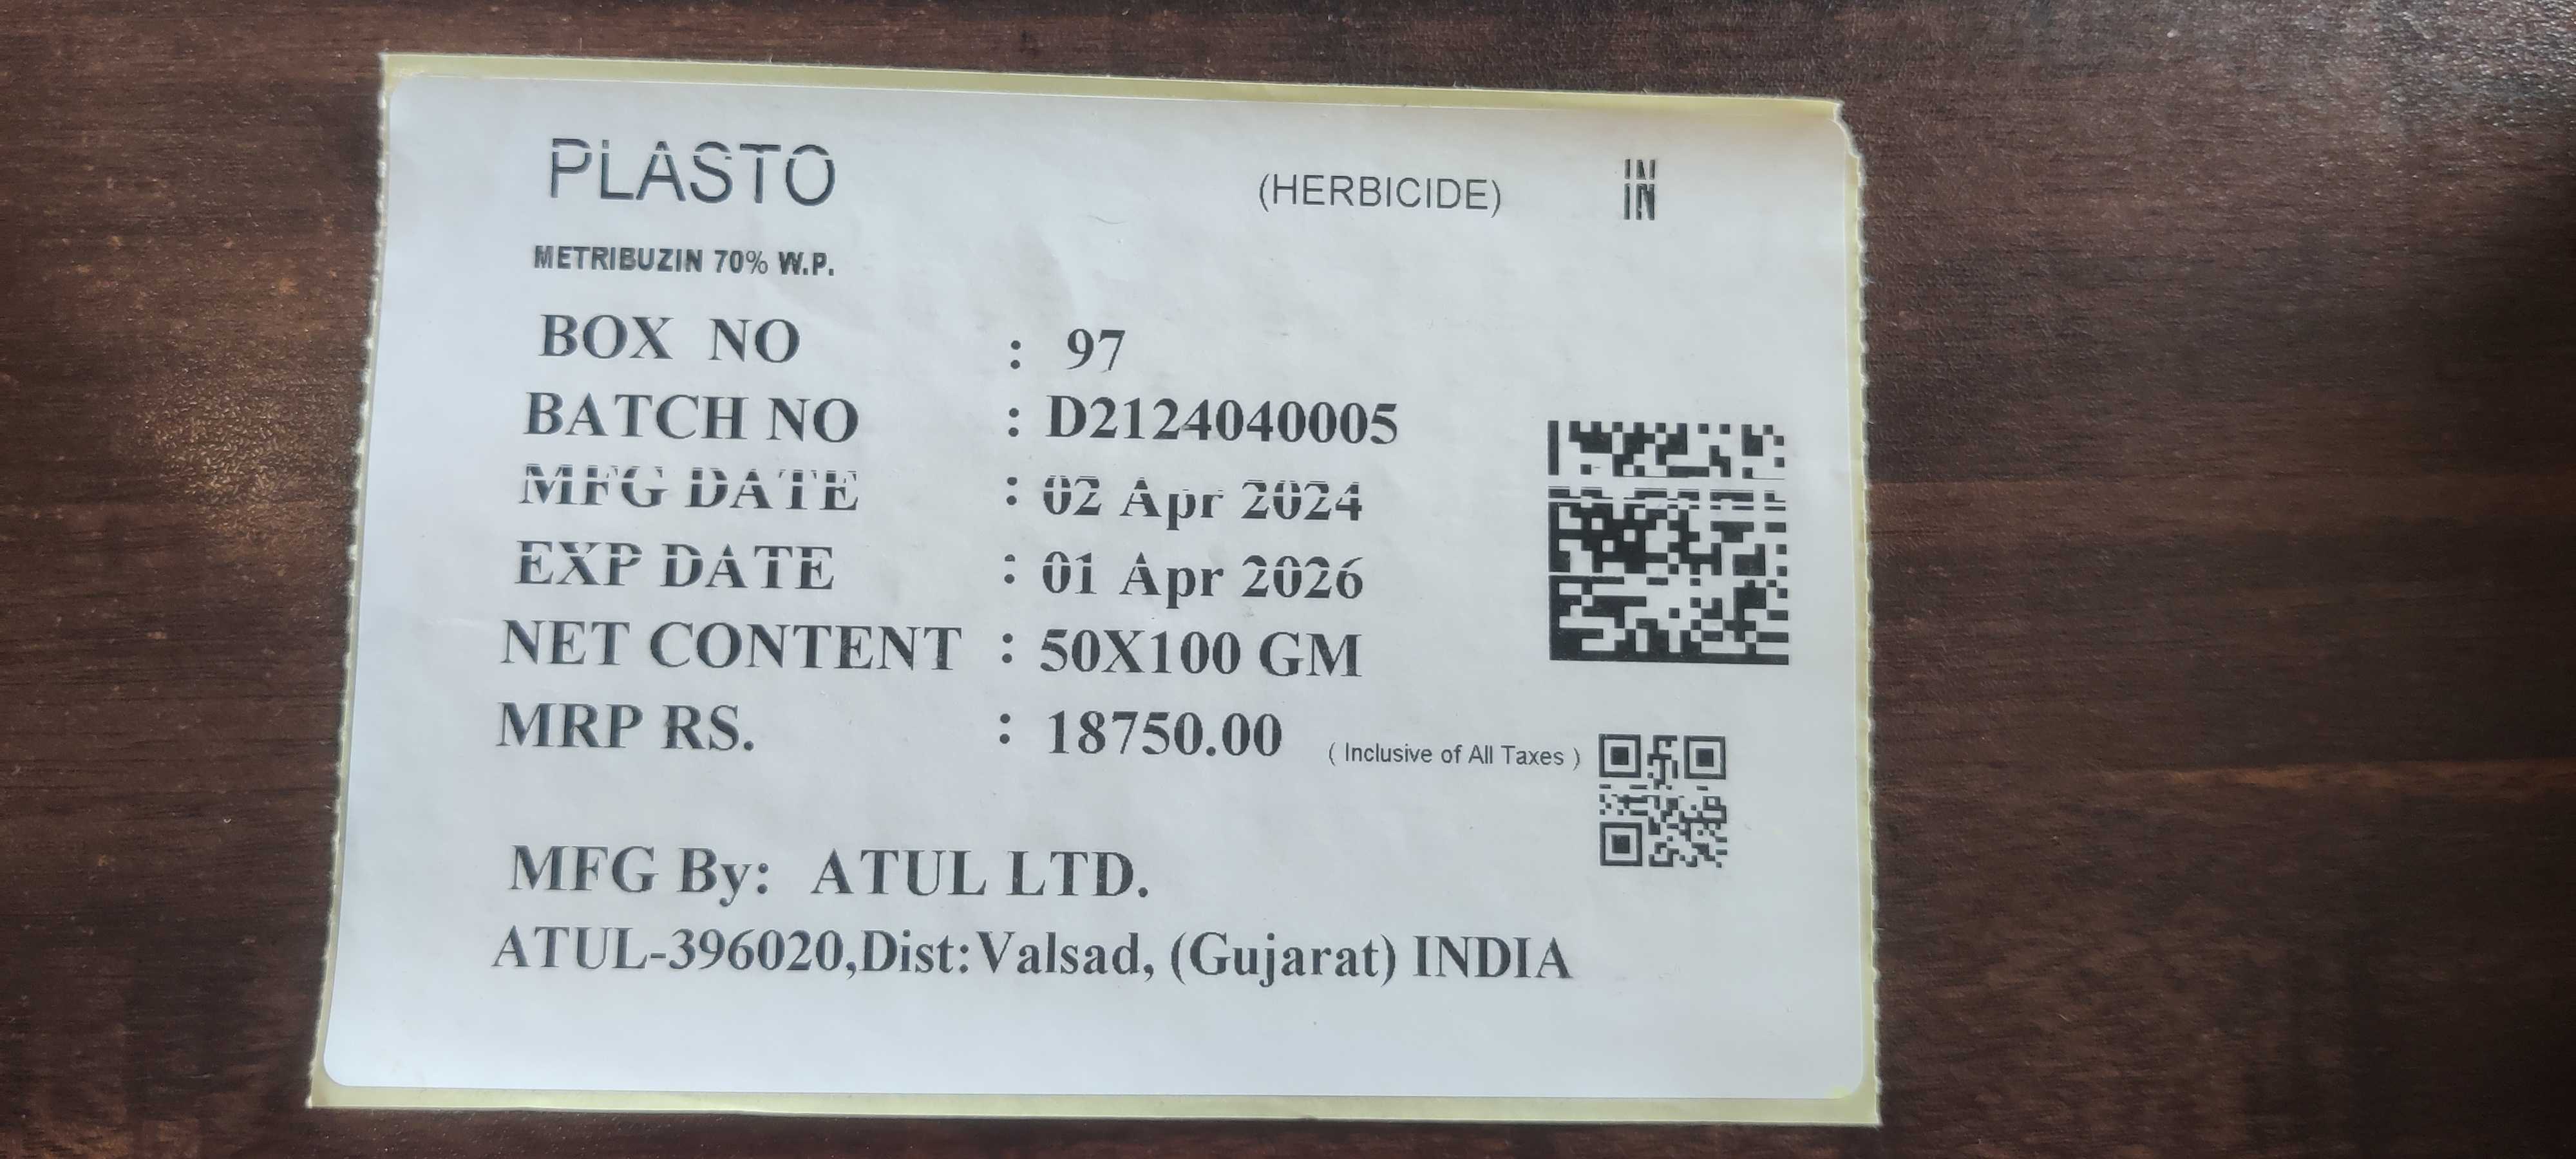 PLASTO (HERBICIDE) IN
METRIBUZIN 70% W.P.
BOX NO : 97
BATCH NO : D2124040005
MFG DATE : 02 Apr 2024
EXP DATE : 01 Apr 2026
NET CONTENT : 50X100 GM
MRP RS. : 18750.00 ( Inclusive of All Taxes )
MFG By: ATUL LTD.
ATUL-396020,Dist:Valsad, (Gujarat) INDIA